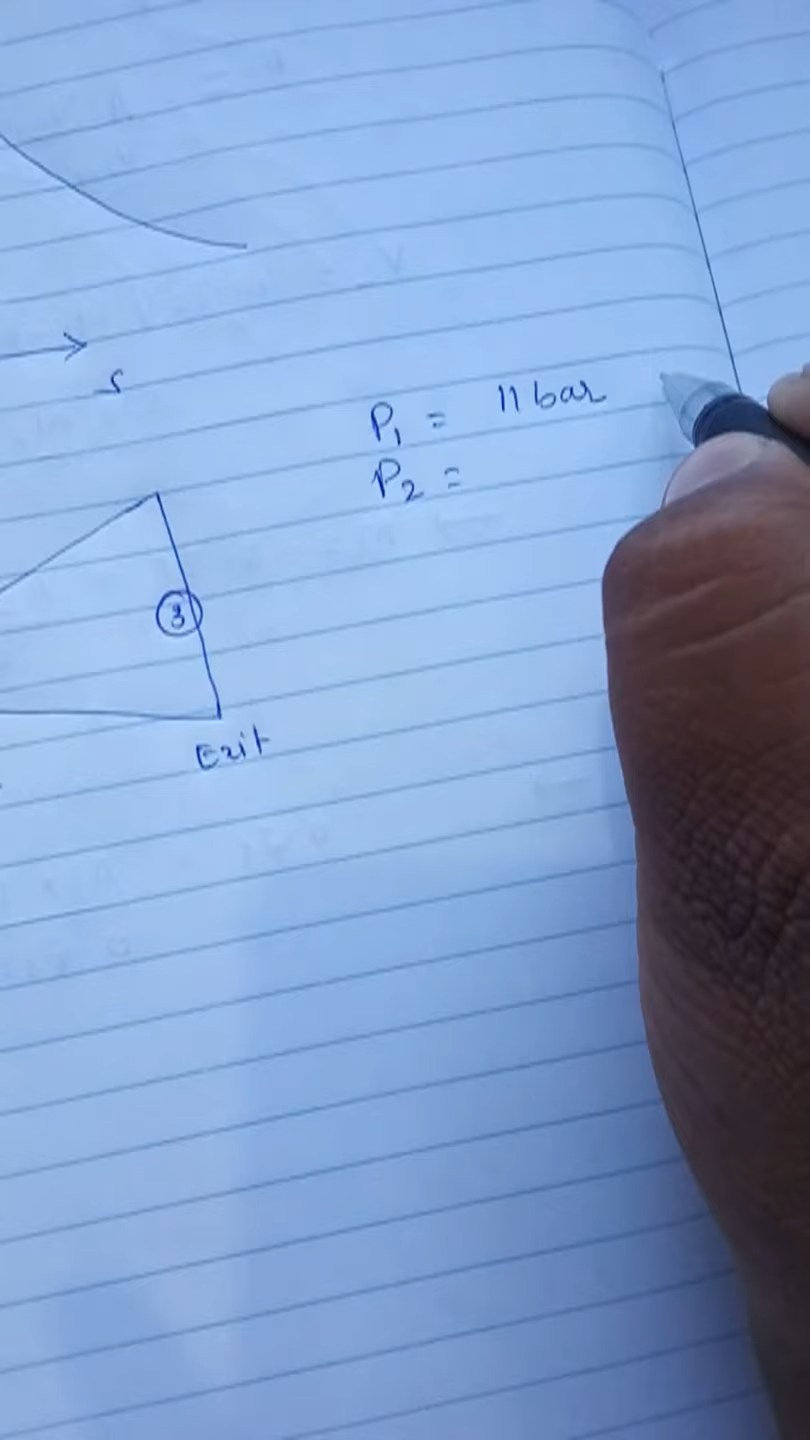 s
P₁ = 11 bar
P₂ =
3
Exit